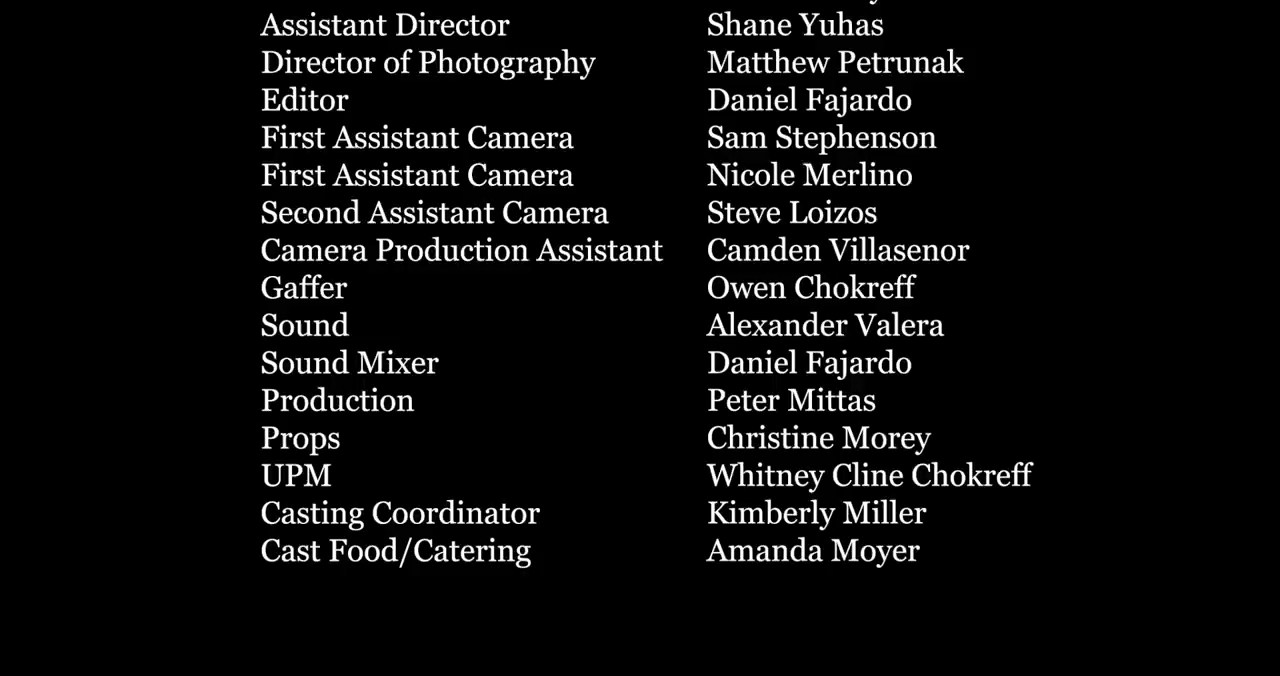 Assistant Director Shane Yuhas
Director of Photography Matthew Petrunak
Editor Daniel Fajardo
First Assistant Camera Sam Stephenson
First Assistant Camera Nicole Merlino
Second Assistant Camera Steve Loizos
Camera Production Assistant Camden Villasenor
Gaffer Owen Chokreff
Sound Alexander Valera
Sound Mixer Daniel Fajardo
Production Peter Mittas
Props Christine Morey
UPM Whitney Cline Chokreff
Casting Coordinator Kimberly Miller
Cast Food/Catering Amanda Moyer